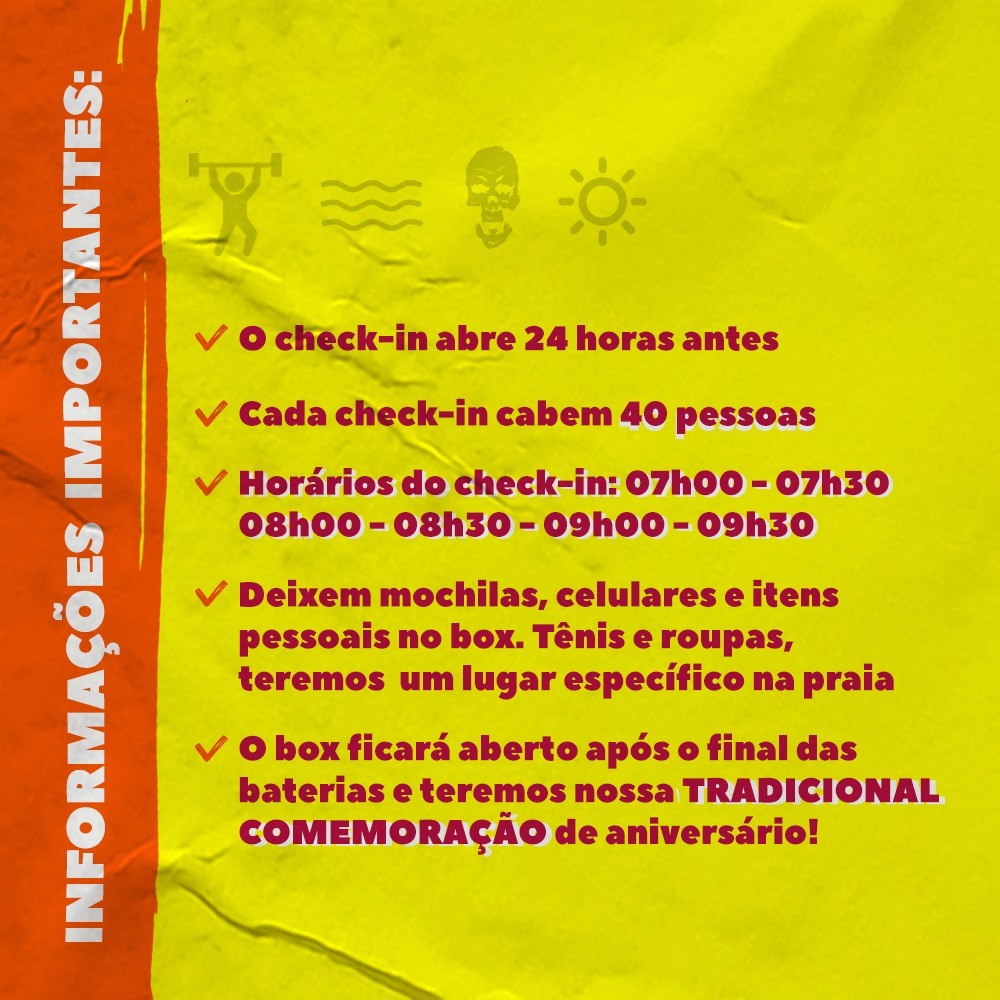 INFORMAÇÕES IMPORTANTES:
O check-in abre 24 horas antes
Cada check-in cabem 40 pessoas
Horários do check-in: 07h00 - 07h30
08h00 - 08h30 - 09h00 - 09h30
Deixem mochilas, celulares e itens
pessoais no box. Tênis e roupas,
teremos um lugar específico na praia
O box ficará aberto após o final das
baterias e teremos nossa TRADICIONAL
COMEMORAÇÃO de aniversário!